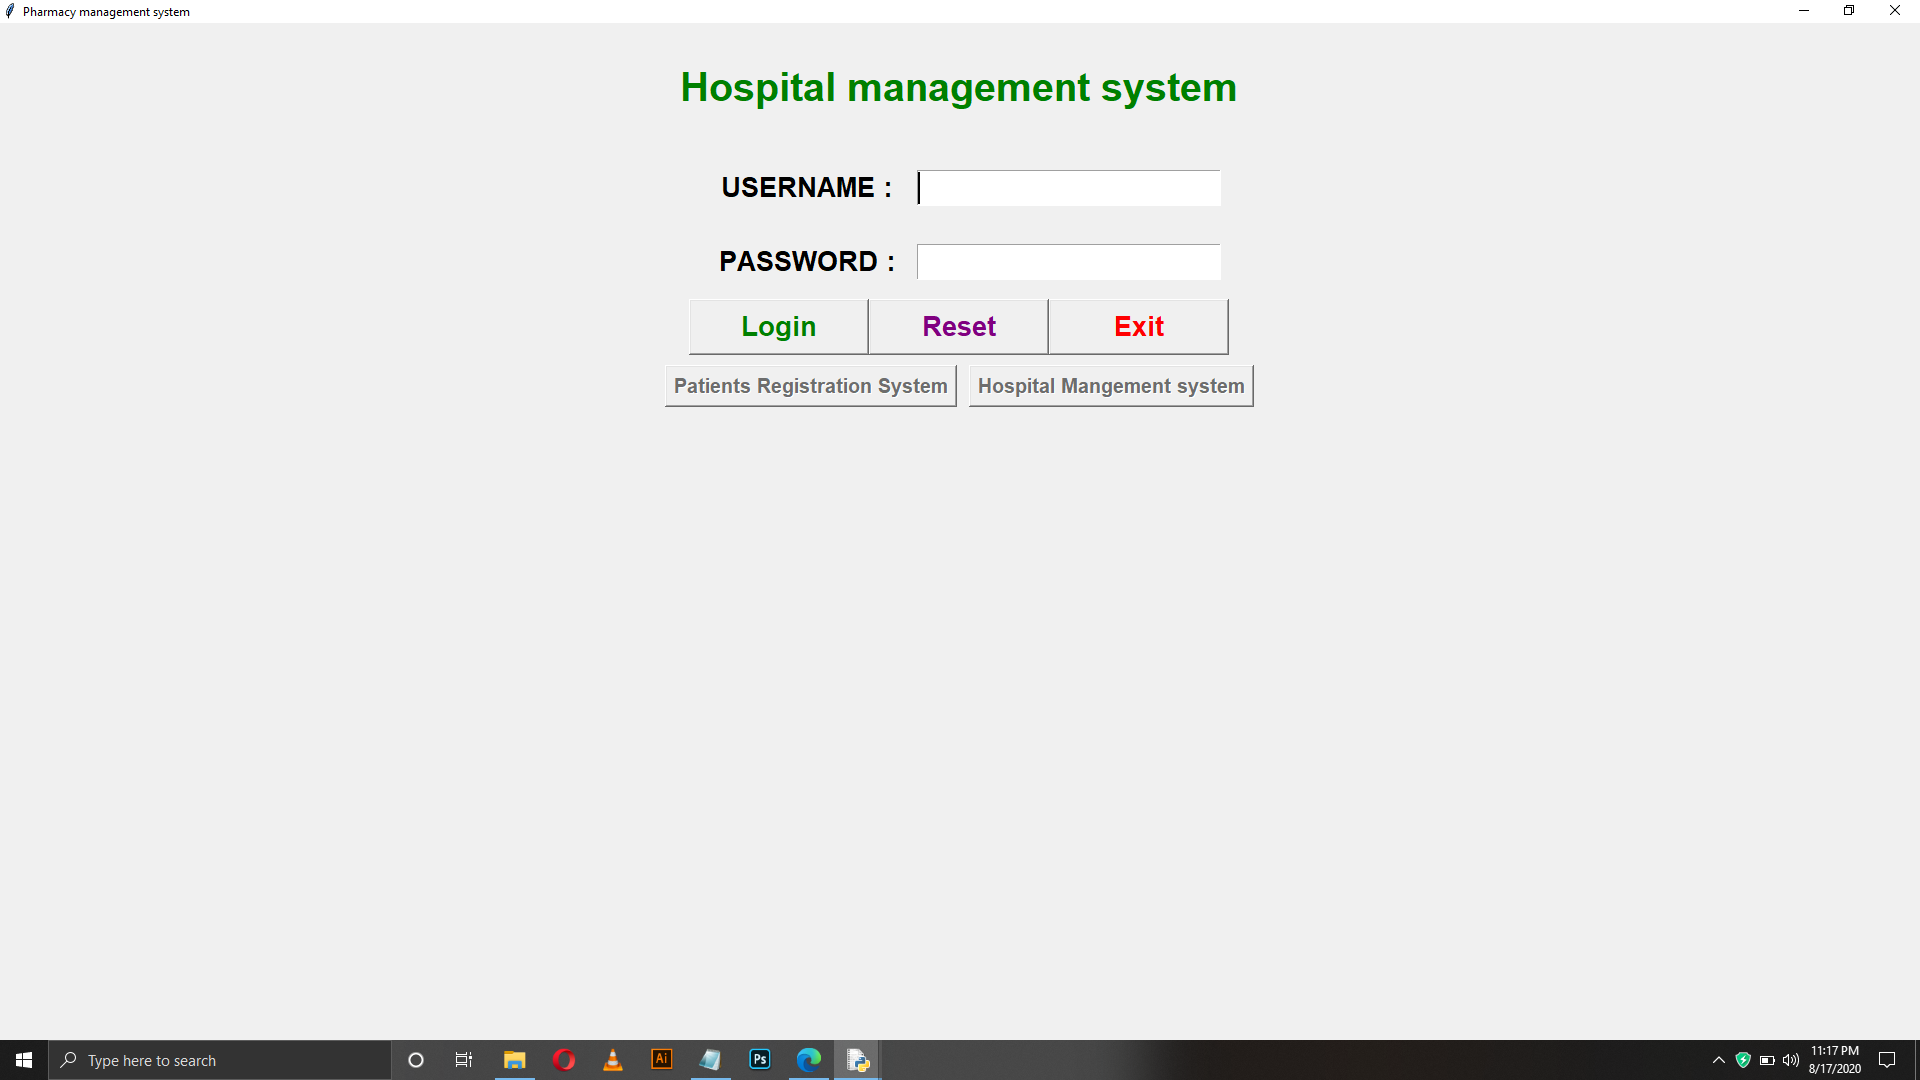 Pharmacy management system
Hospital management system
USERNAME :
PASSWORD :
Login Reset Exit
Patients Registration System Hospital Mangement system
Type here to search
Ai
Ps
11:17 PM
8/17/2020